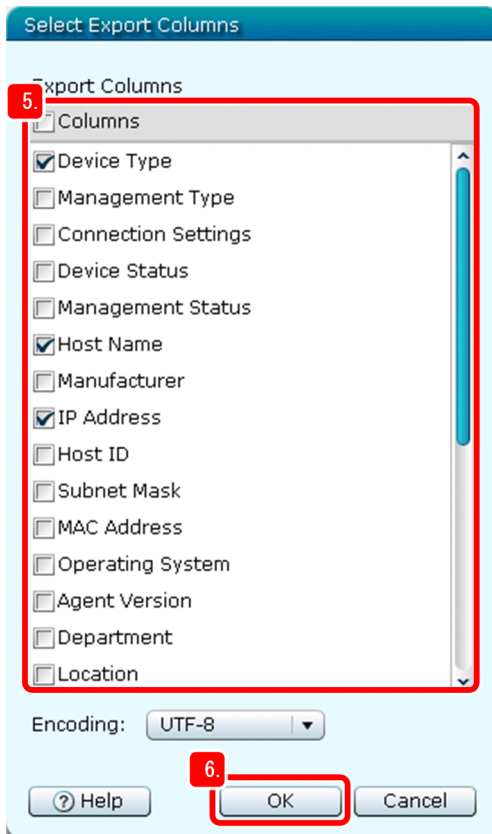 Select Export Columns
Export Columns
5.
Columns
Device Type
Management Type
Connection Settings
Device Status
Management Status
Host Name
Manufacturer
IP Address
Host ID
Subnet Mask
MAC Address
Operating System
Agent Version
Department
Location
Encoding: UTF-8
6.
? Help OK Cancel